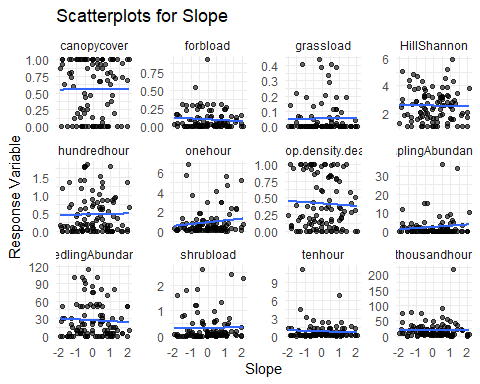 Scatterplots for Slope
canopycover forbload grassload HillShannon
1.00 0.75 0.50 0.25 0.00
0.75 0.50 0.25 0.00
0.4 0.3 0.2 0.1 0.0
6 5 4 3 2
hundredhour onehour op.density.dea plingAbundan
1.5 1.0 0.5 0.0
6 4 2 0
1.00 0.75 0.50 0.25 0.00
30 20 10 0
edlingAbundar shrubload tenhour thousandhour
120 90 60 30 0
2 1 0
9 6 3 0
200 150 100 50 0
-2 -1 0 1 2 -2 -1 0 1 2 -2 -1 0 1 2 -2 -1 0 1 2
Slope
Response Variable